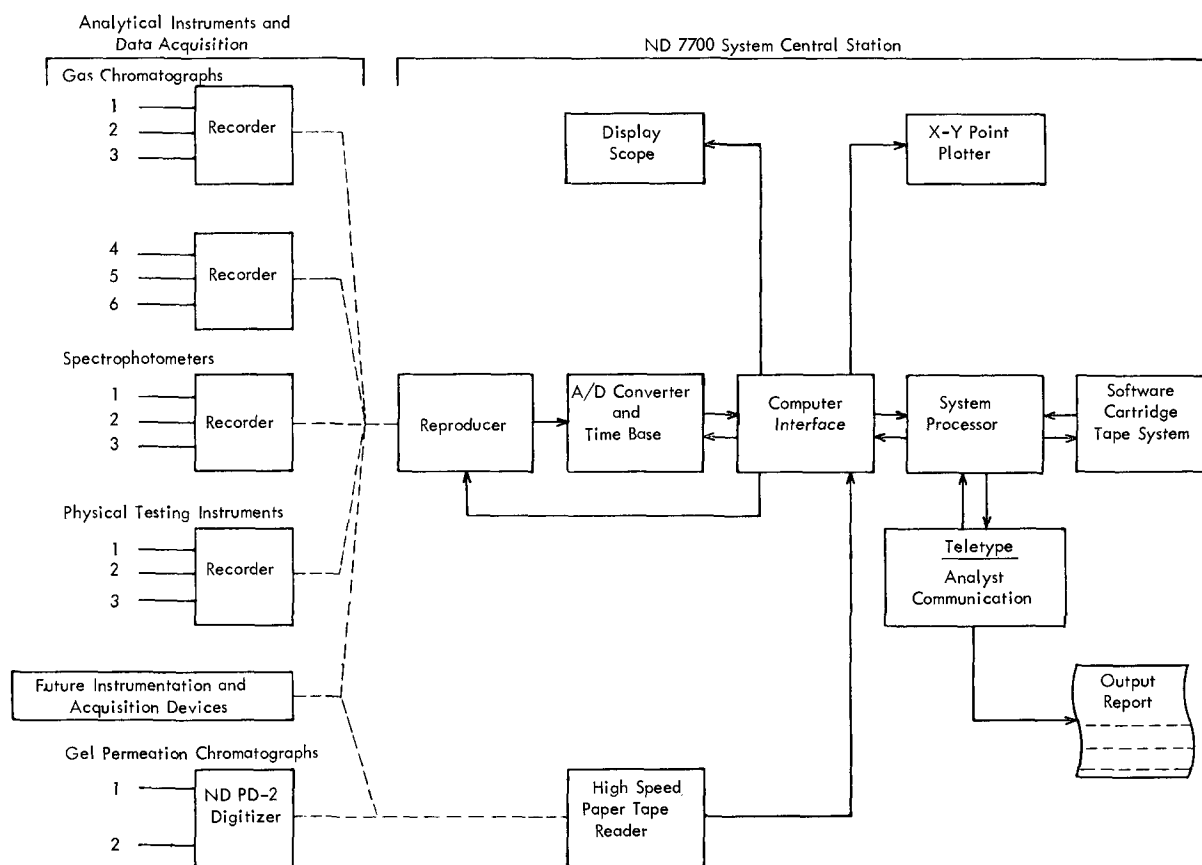 Analytical Instruments and
Data Acquisition
ND 7700 System Central Station
Gas Chromatographs
1
2
3
Recorder
Display
Scope
X-Y Point
Plotter
4
5
6
Recorder
Spectrophotometers
1
2
3
Recorder
Reproducer
A/D Converter
and
Time Base
Computer
Interface
System
Processor
Software
Cartridge
Tape System
Physical Testing Instruments
1
2
3
Recorder
Teletype
Analyst
Communication
Future Instrumentation and
Acquisition Devices
Output
Report
Gel Permeation Chromatographs
1
2
ND PD-2
Digitizer
High Speed
Paper Tape
Reader